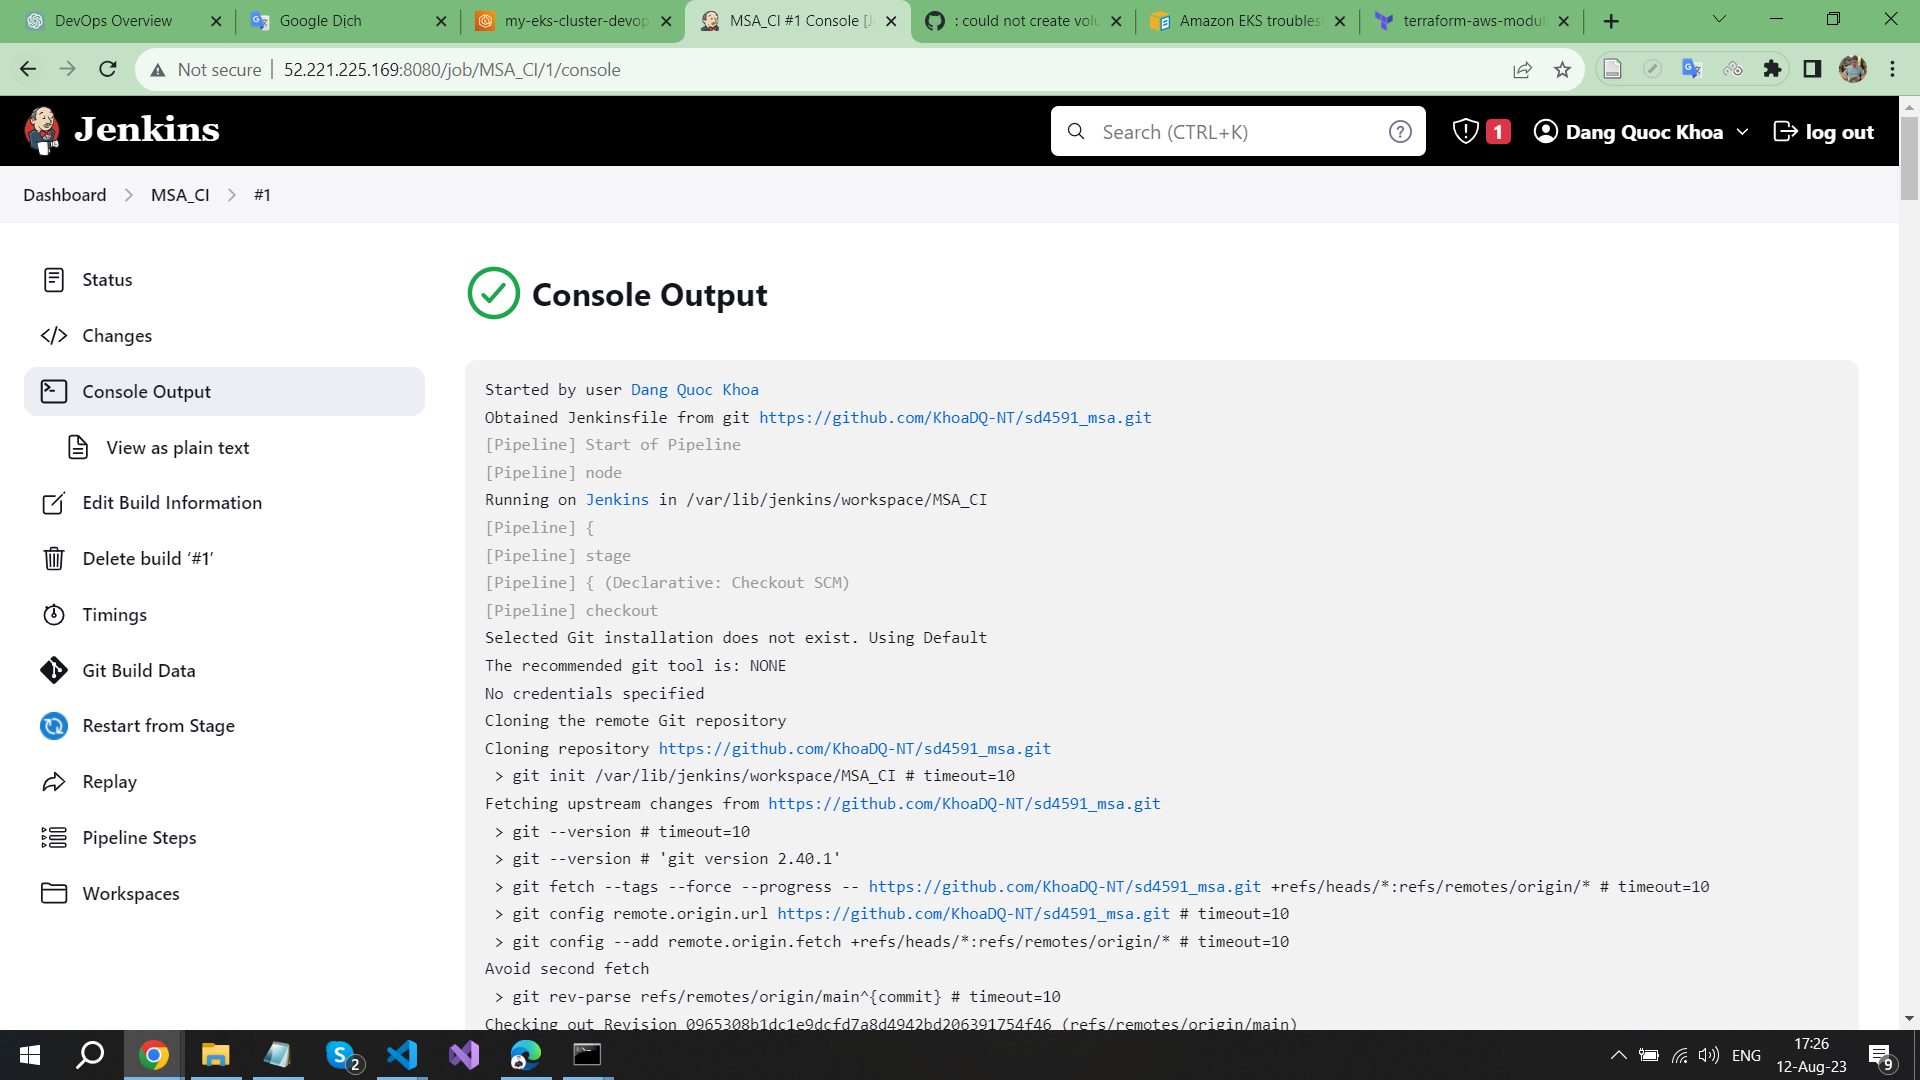 DevOps Overview
Google Dịch
my-eks-cluster-devop
MSA_CI #1 Console [J
: could not create volu
Amazon EKS troubles
terraform-aws-modul
Not secure
52.221.225.169:8080/job/MSA_CI/1/console
Jenkins
Search (CTRL+K)
1
Dang Quoc Khoa
log out
Dashboard
MSA_CI
#1
Status
Changes
Console Output
View as plain text
Edit Build Information
Delete build ‘#1’
Timings
Git Build Data
Restart from Stage
Replay
Pipeline Steps
Workspaces
Console Output
Started by user Dang Quoc Khoa
Obtained Jenkinsfile from git https://github.com/KhoaDQ-NT/sd4591_msa.git
[Pipeline] Start of Pipeline
[Pipeline] node
Running on Jenkins in /var/lib/jenkins/workspace/MSA_CI
[Pipeline] {
[Pipeline] stage
[Pipeline] { (Declarative: Checkout SCM)
[Pipeline] checkout
Selected Git installation does not exist. Using Default
The recommended git tool is: NONE
No credentials specified
Cloning the remote Git repository
Cloning repository https://github.com/KhoaDQ-NT/sd4591_msa.git
> git init /var/lib/jenkins/workspace/MSA_CI # timeout=10
Fetching upstream changes from https://github.com/KhoaDQ-NT/sd4591_msa.git
> git --version # timeout=10
> git --version # 'git version 2.40.1'
> git fetch --tags --force --progress -- https://github.com/KhoaDQ-NT/sd4591_msa.git +refs/heads/*:refs/remotes/origin/* # timeout=10
> git config remote.origin.url https://github.com/KhoaDQ-NT/sd4591_msa.git # timeout=10
> git config --add remote.origin.fetch +refs/heads/*:refs/remotes/origin/* # timeout=10
Avoid second fetch
> git rev-parse refs/remotes/origin/main^{commit} # timeout=10
Checking out Revision 0965308b1dc1e9dcfd7a8d4942bd206391754f46 (refs/remotes/origin/main)
2
ENG
17:26
12-Aug-23
9